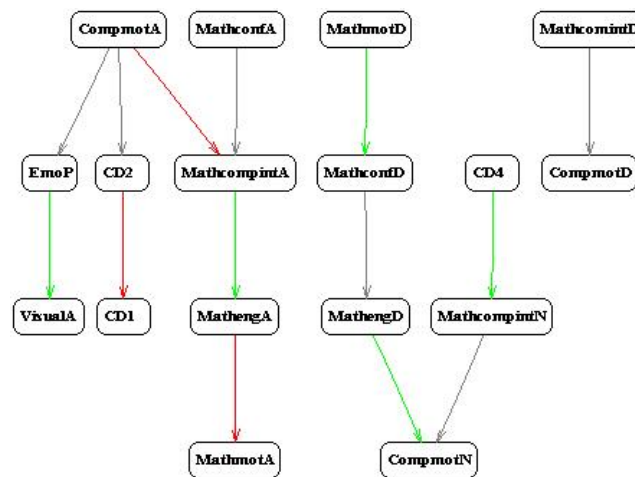 CompmotA
MathconfA
MathmotD
MathcomintD
EmoP
CD2
MathcompintA
MathconfD
CD4
CompmotD
VisualA
CD1
MathengA
MathengD
MathcompintN
MathmotA
CompmotN